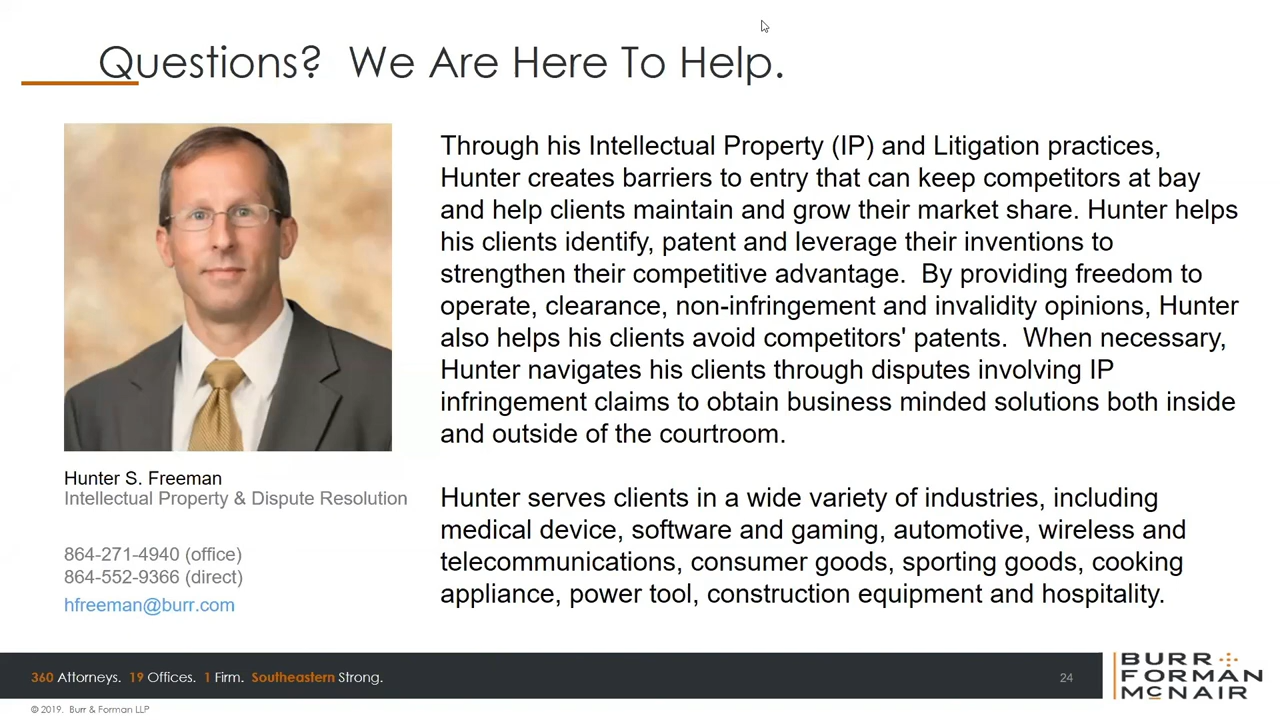 Questions?  We Are Here To Help.
Through his Intellectual Property (IP) and Litigation practices,
Hunter creates barriers to entry that can keep competitors at bay
and help clients maintain and grow their market share. Hunter helps
his clients identify, patent and leverage their inventions to
strengthen their competitive advantage.  By providing freedom to
operate, clearance, non-infringement and invalidity opinions, Hunter
also helps his clients avoid competitors' patents.  When necessary,
Hunter navigates his clients through disputes involving IP
infringement claims to obtain business minded solutions both inside
and outside of the courtroom.
Hunter serves clients in a wide variety of industries, including
medical device, software and gaming, automotive, wireless and
telecommunications, consumer goods, sporting goods, cooking
appliance, power tool, construction equipment and hospitality.
Hunter S. Freeman
Intellectual Property & Dispute Resolution
864-271-4940 (office)
864-552-9366 (direct)
hfreeman@burr.com
360 Attorneys.  19 Offices.  1 Firm.  Southeastern Strong.
24
BURR
FORMAN
MCNAIR
© 2019.  Burr & Forman LLP